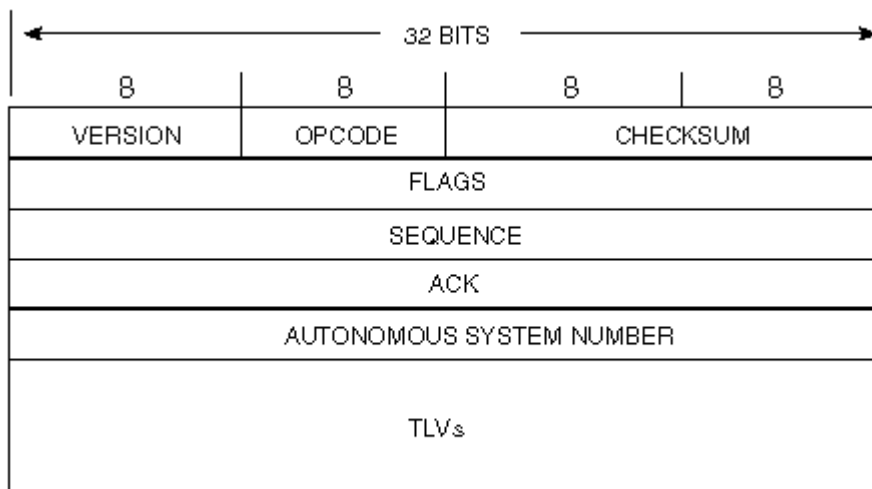 32 BITS
8 8 8 8
VERSION OPCODE CHECKSUM
FLAGS
SEQUENCE
ACK
AUTONOMOUS SYSTEM NUMBER
TLVs